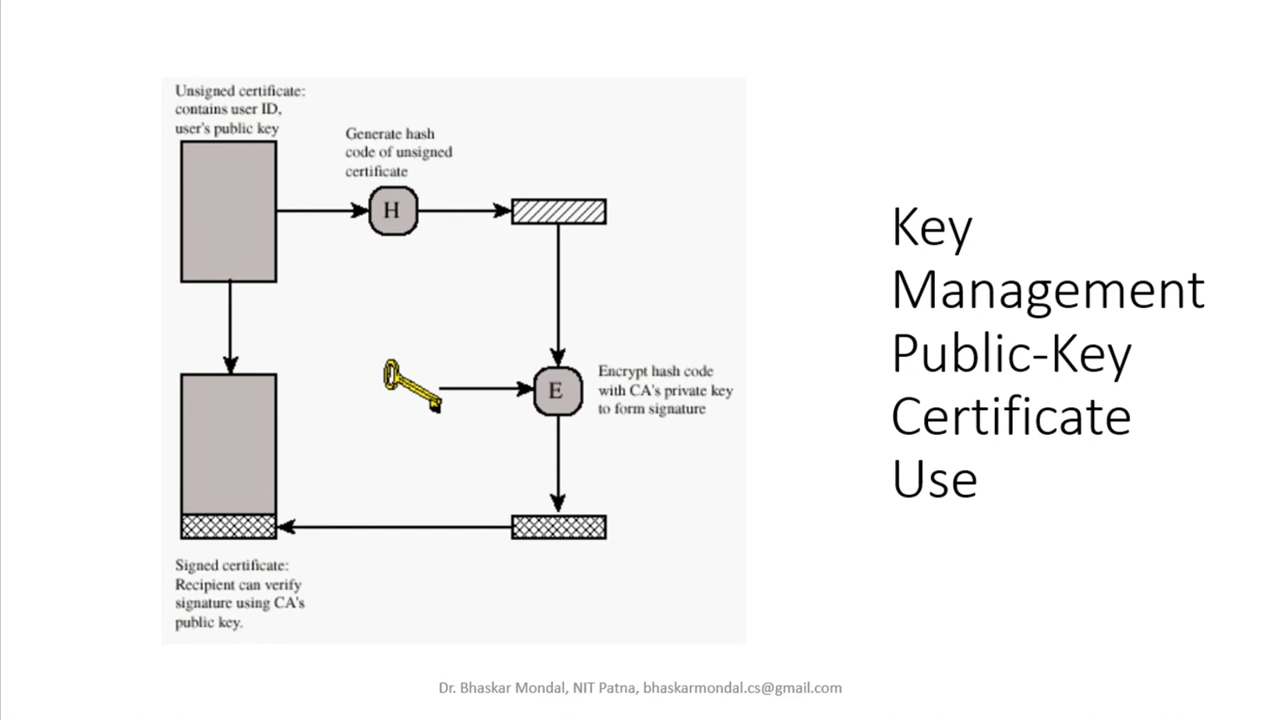 Unsigned certificate:
contains user ID,
user's public key
Generate hash
code of unsigned
certificate
H
E
Encrypt hash code
with CA's private key
to form signature
Signed certificate:
Recipient can verify
signature using CA's
public key.
Key
Management
Public-Key
Certificate
Use
Dr. Bhaskar Mondal, NIT Patna, bhaskarmondal.cs@gmail.com